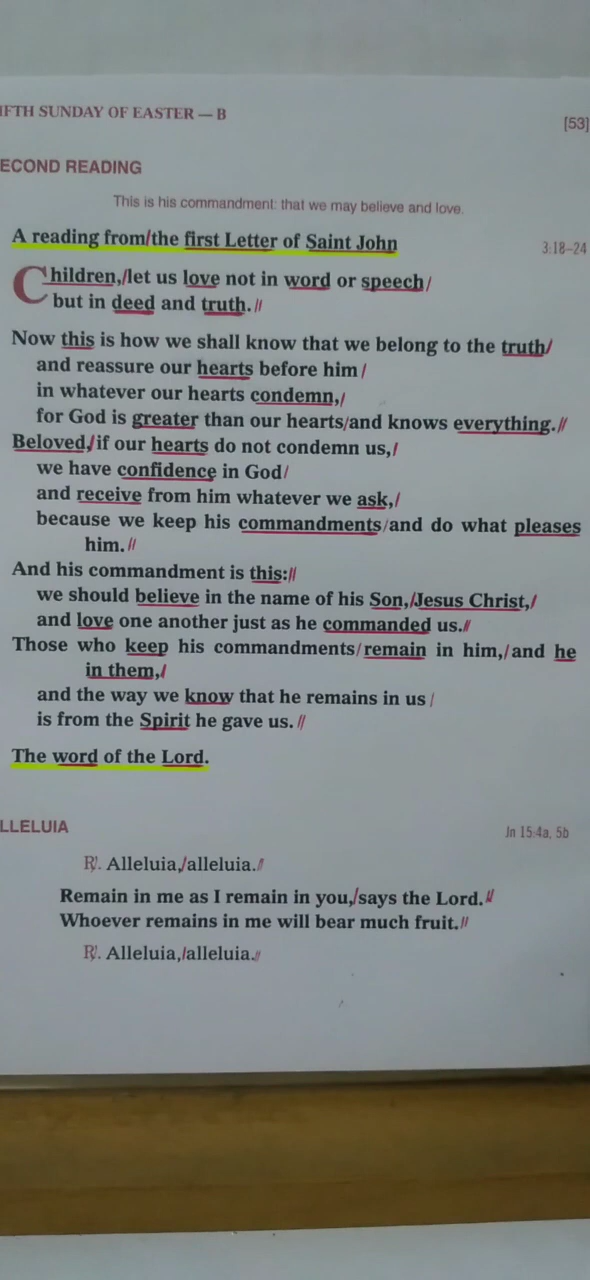 IFTH SUNDAY OF EASTER — B
[53]
ECOND READING
This is his commandment: that we may believe and love.
A reading from/the first Letter of Saint John
3:18–24
Children,/let us love not in word or speech/
but in deed and truth.//
Now this is how we shall know that we belong to the truth/
and reassure our hearts before him/
in whatever our hearts condemn,/
for God is greater than our hearts/and knows everything.//
Beloved,/if our hearts do not condemn us,/
we have confidence in God/
and receive from him whatever we ask,/
because we keep his commandments/and do what pleases
him.//
And his commandment is this://
we should believe in the name of his Son,/Jesus Christ,/
and love one another just as he commanded us.//
Those who keep his commandments/remain in him,/and he
in them,/
and the way we know that he remains in us/
is from the Spirit he gave us.//
The word of the Lord.
LLELUIA
Jn 15:4a, 5b
℟. Alleluia,/alleluia.//
Remain in me as I remain in you,/says the Lord.//
Whoever remains in me will bear much fruit.//
℟. Alleluia,/alleluia.//